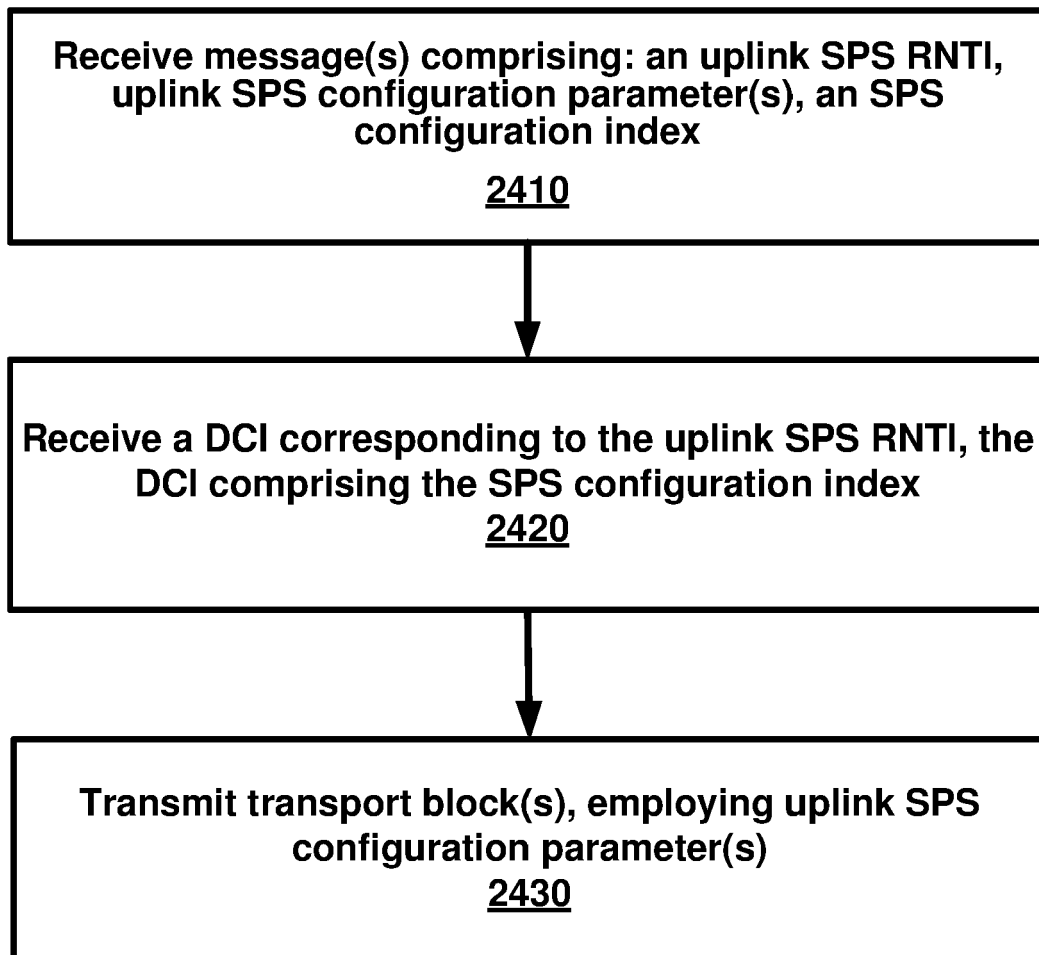 Receive message(s) comprising: an uplink SPS RNTI,
uplink SPS configuration parameter(s), an SPS
configuration index
2410
Receive a DCI corresponding to the uplink SPS RNTI, the
DCI comprising the SPS configuration index
2420
Transmit transport block(s), employing uplink SPS
configuration parameter(s)
2430